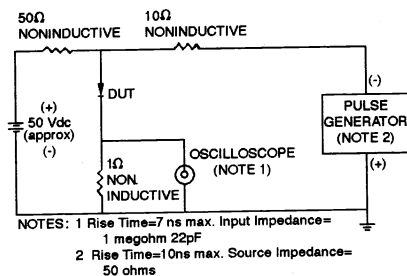 50Ω
NONINDUCTIVE
10Ω
NONINDUCTIVE
DUT
(+)
50 Vdc
(approx)
(-)
1Ω
NON.
INDUCTIVE
OSCILLOSCOPE
(NOTE 1)
(-)
PULSE
GENERATOR
(NOTE 2)
(+)
NOTES: 1 Rise Time=7 ns max. Input Impedance=
1 megohm 22pF
2 Rise Time=10ns max. Source Impedance=
50 ohms